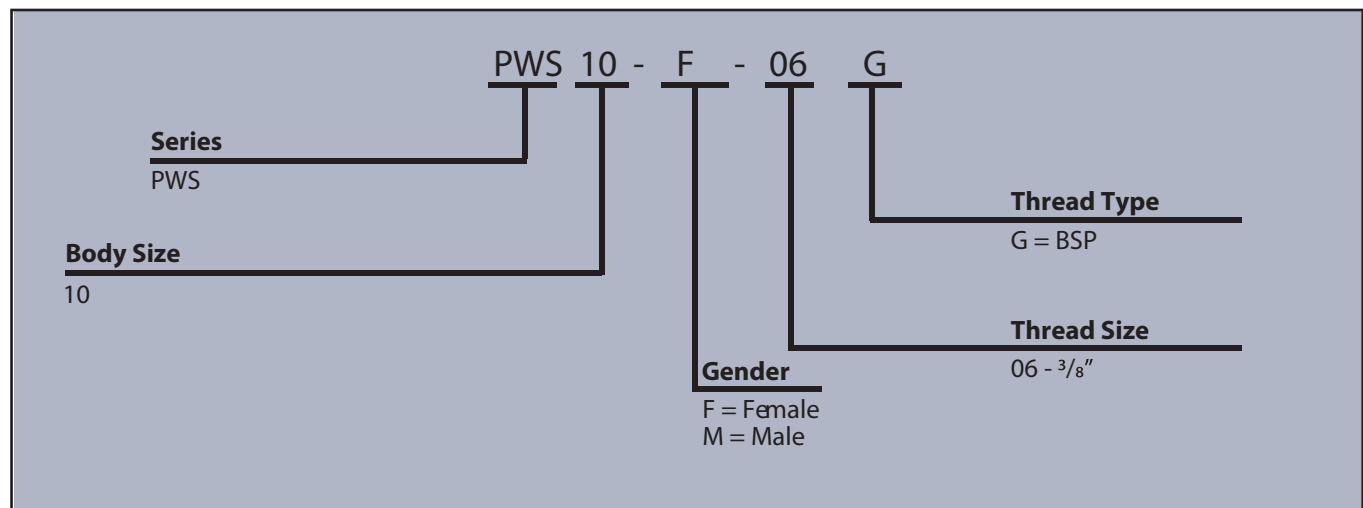 PWS 10 - F - 06 G
Series
PWS
Thread Type
G = BSP
Body Size
10
Thread Size
06 - 3/8"
Gender
F = Female
M = Male